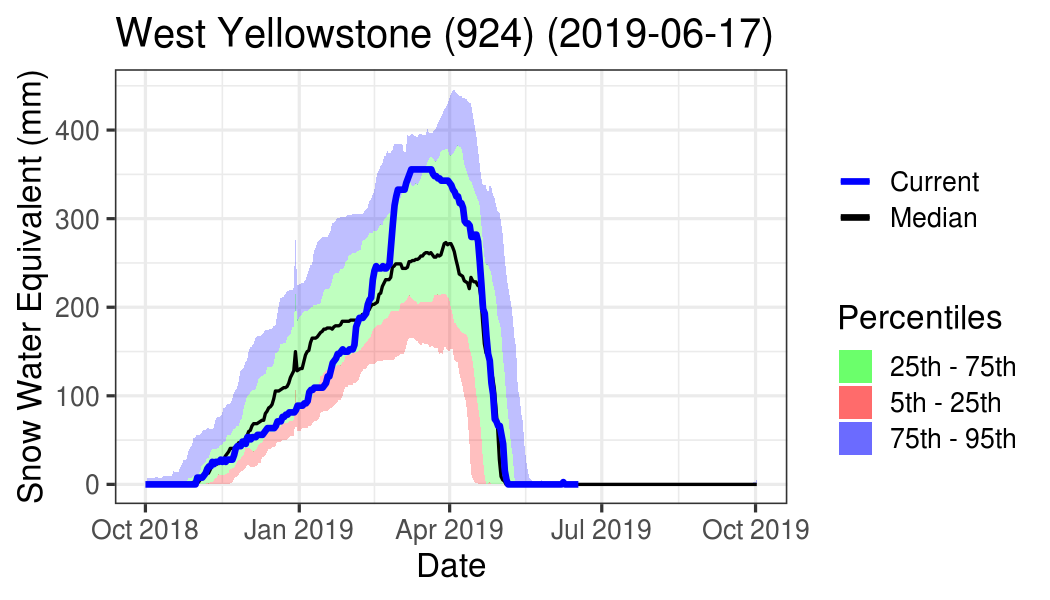 West Yellowstone (924) (2019-06-17)
Snow Water Equivalent (mm)
400
300
200
100
0
Oct 2018
Jan 2019
Apr 2019
Jul 2019
Oct 2019
Date
Current
Median
Percentiles
25th - 75th
5th - 25th
75th - 95th